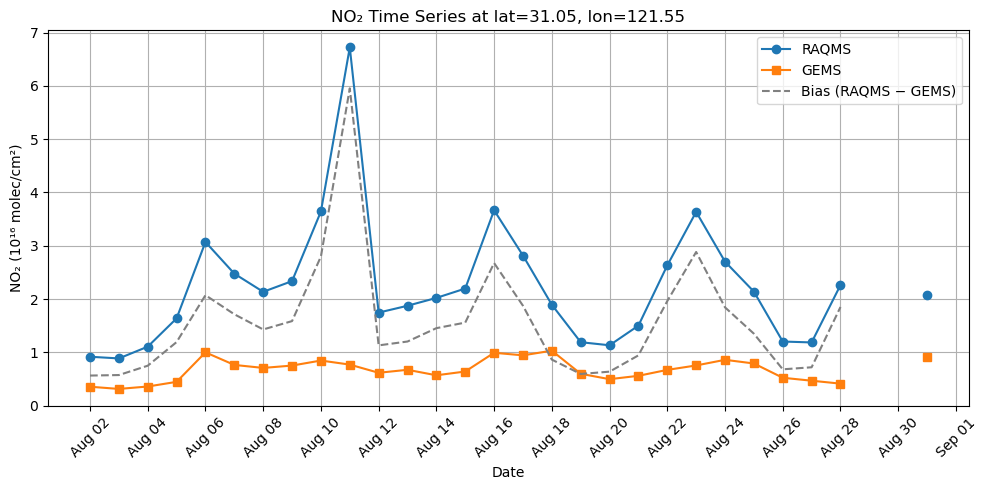 NO₂ Time Series at lat=31.05, lon=121.55
RAQMS
GEMS
Bias (RAQMS − GEMS)
NO₂ (10¹⁶ molec/cm²)
7
6
5
4
3
2
1
0
Aug 02
Aug 04
Aug 06
Aug 08
Aug 10
Aug 12
Aug 14
Aug 16
Aug 18
Aug 20
Aug 22
Aug 24
Aug 26
Aug 28
Aug 30
Sep 01
Date